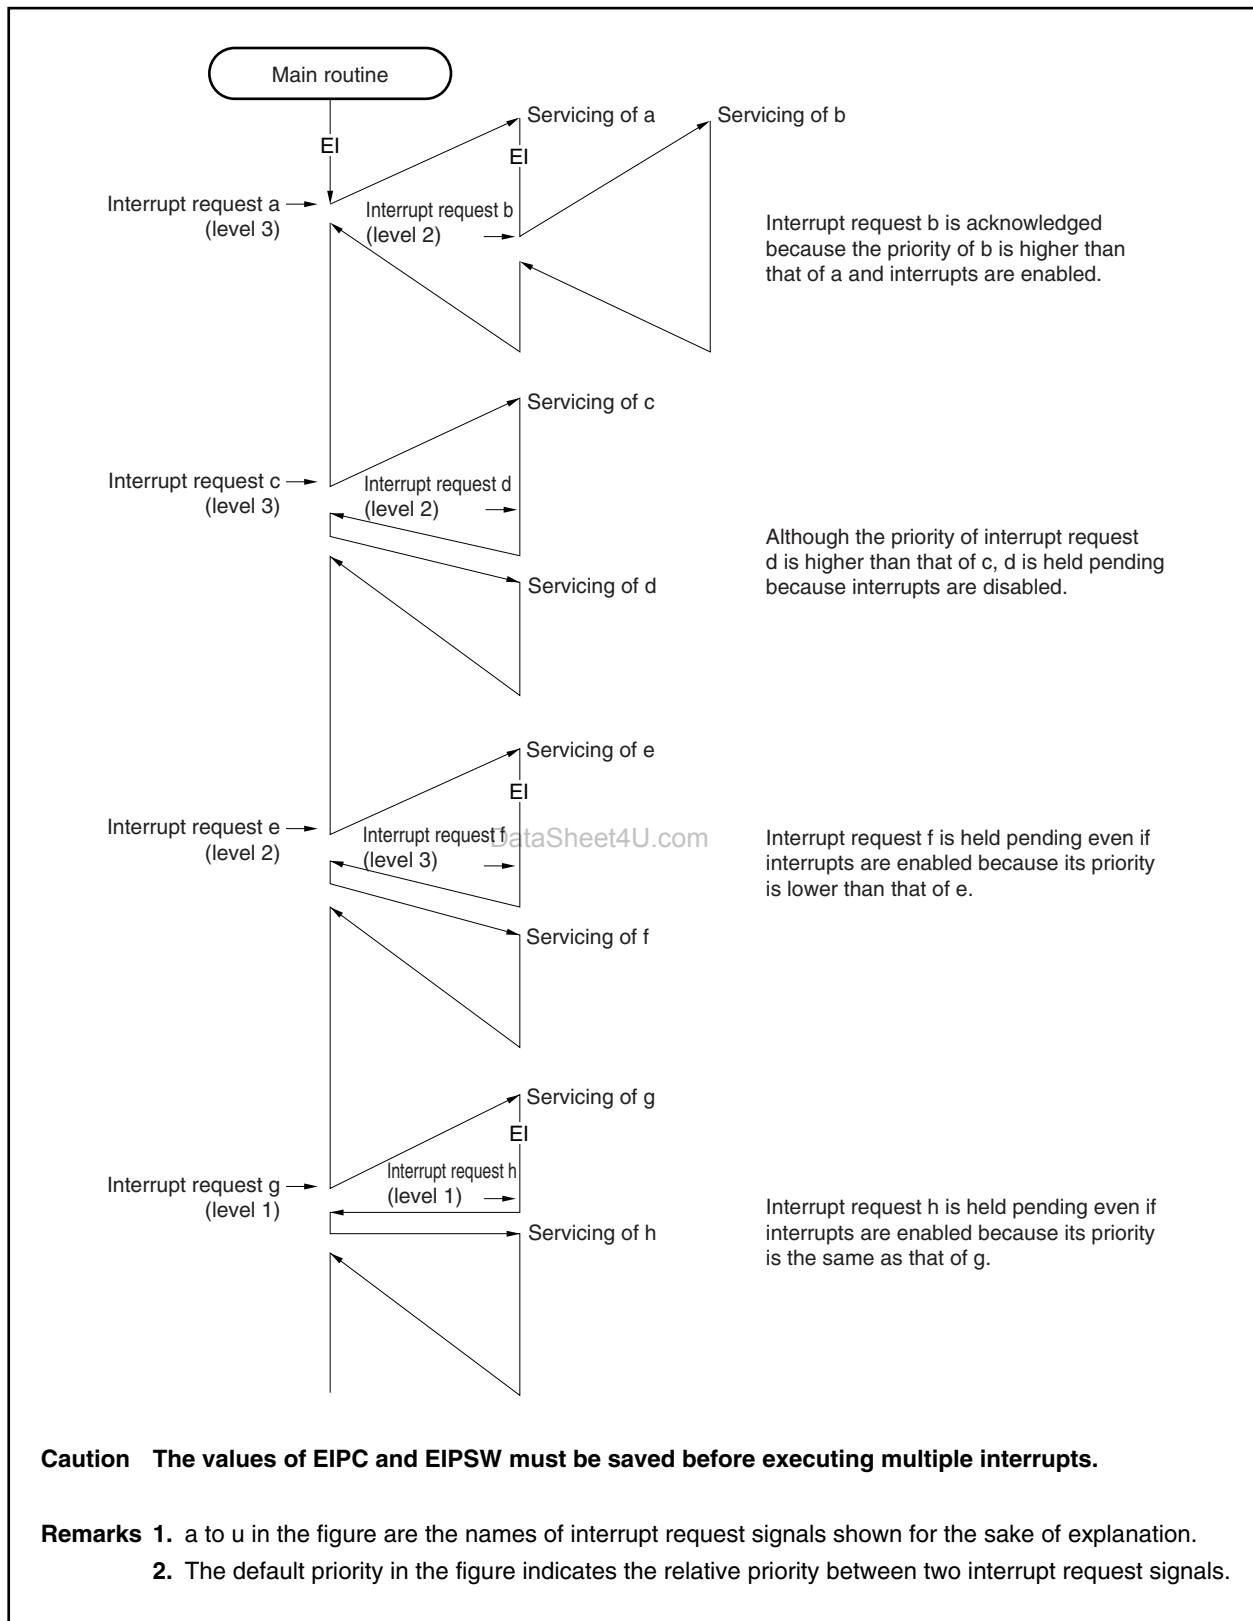 Main routine
Servicing of a
Servicing of b
EI
EI
Interrupt request a
(level 3)
Interrupt request b
(level 2)
Interrupt request b is acknowledged
because the priority of b is higher than
that of a and interrupts are enabled.
Servicing of c
Interrupt request c
(level 3)
Interrupt request d
(level 2)
Although the priority of interrupt request
d is higher than that of c, d is held pending
because interrupts are disabled.
Servicing of d
Servicing of e
EI
Interrupt request e
(level 2)
Interrupt request f
(level 3)
DataSheet4U.com
Interrupt request f is held pending even if
interrupts are enabled because its priority
is lower than that of e.
Servicing of f
Servicing of g
EI
Interrupt request g
(level 1)
Interrupt request h
(level 1)
Interrupt request h is held pending even if
interrupts are enabled because its priority
is the same as that of g.
Servicing of h
Caution The values of EIPC and EIPSW must be saved before executing multiple interrupts.
Remarks 1. a to u in the figure are the names of interrupt request signals shown for the sake of explanation.
2. The default priority in the figure indicates the relative priority between two interrupt request signals.